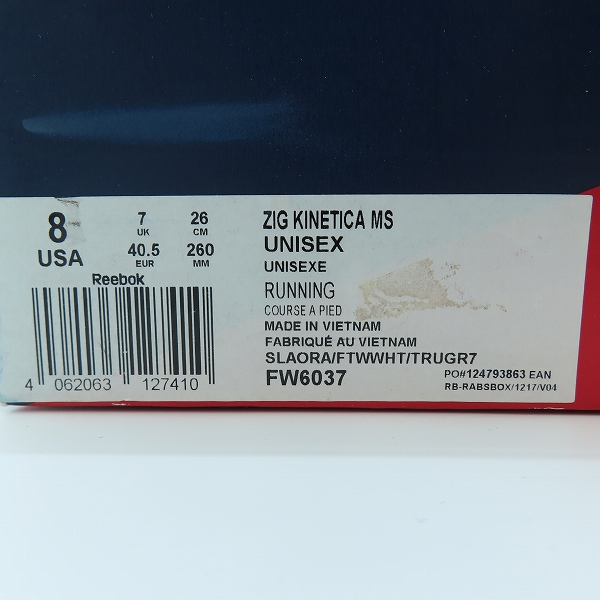 8 USA
7 UK
26 CM
40.5 EUR
260 MM
Reebok
4 062063 127410
ZIG KINETICA MS
UNISEX
UNISEXE
RUNNING
COURSE A PIED
MADE IN VIETNAM
FABRIQUÉ AU VIETNAM
SLAORA/FTWWHT/TRUGR7
FW6037
PO#124793863 EAN
RB-RABSBOX/1217/V04